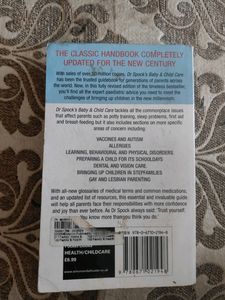 THE CLASSIC HANDBOOK COMPLETELY
UPDATED FOR THE NEW CENTURY
With sales of over 50 million copies, Dr Spock's Baby & Child Care has
been the trusted guidebook for generations of parents across
the world. Now, in this fully revised edition of the timeless bestseller,
you'll find all the expert paediatric advice you need to meet the
challenges of bringing up children in the new millennium.
Dr Spock's Baby & Child Care tackles all the commonplace issues
that affect parents such as potty training, sleep problems, first aid
and breast-feeding but it also includes sections on more specific
areas of concern including:
VACCINES AND AUTISM
ALLERGIES
LEARNING, BEHAVIOURAL AND PHYSICAL DISORDERS
PREPARING A CHILD FOR ITS SCHOOLDAYS
DENTAL AND VISION CARE
BRINGING UP CHILDREN IN STEPFAMILIES
GAY AND LESBIAN PARENTING
With all-new glossaries of medical terms and common medications, and
an updated list of resources, this essential and invaluable guide
will help all parents face their responsibilities with more confidence
and joy than ever before. As Dr Spock always says: 'Trust yourself.
You know more than you think you do.'
HEALTH/CHILDCARE
£6.99